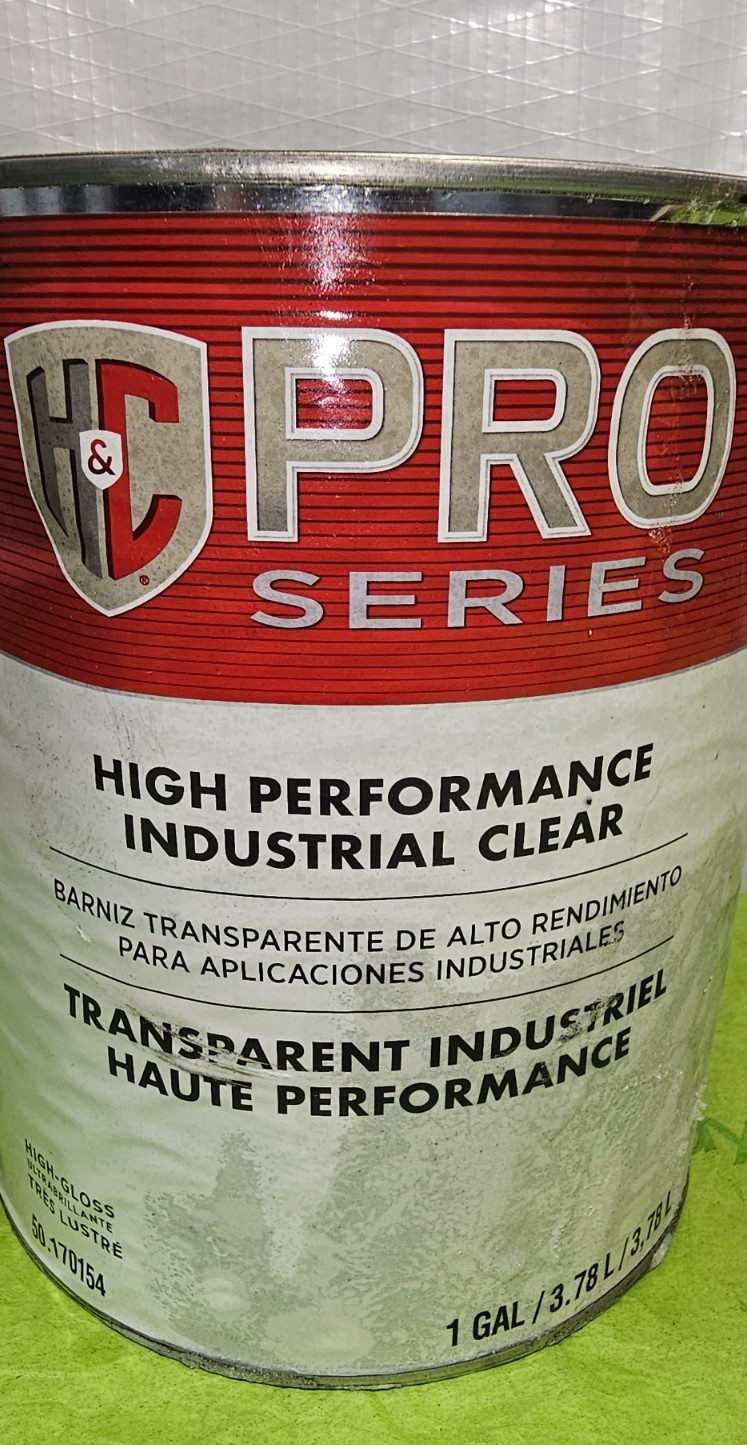 H&C®
PRO
SERIES
HIGH PERFORMANCE
INDUSTRIAL CLEAR
BARNIZ TRANSPARENTE DE ALTO RENDIMIENTO
PARA APLICACIONES INDUSTRIALES
TRANSPARENT INDUSTRIEL
HAUTE PERFORMANCE
HIGH-GLOSS
ULTRABRILLANTE
TRÈS LUSTRÉ
50.170154
1 GAL / 3.78 L / 3,78 L